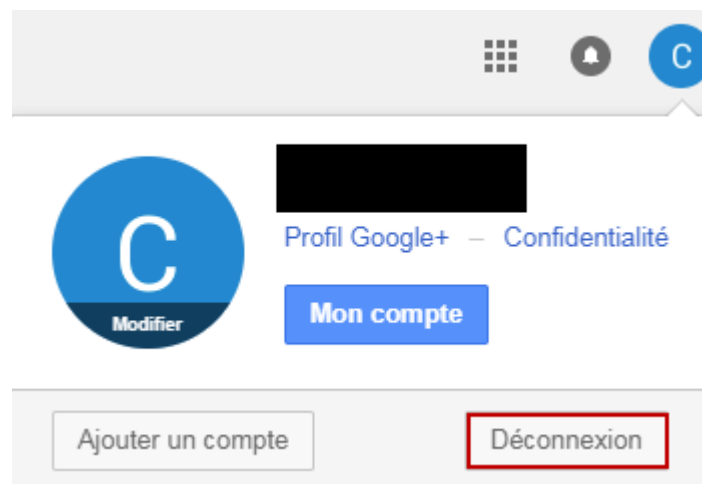 C
C
Modifier
Profil Google+ – Confidentialité
Mon compte
Ajouter un compte
Déconnexion